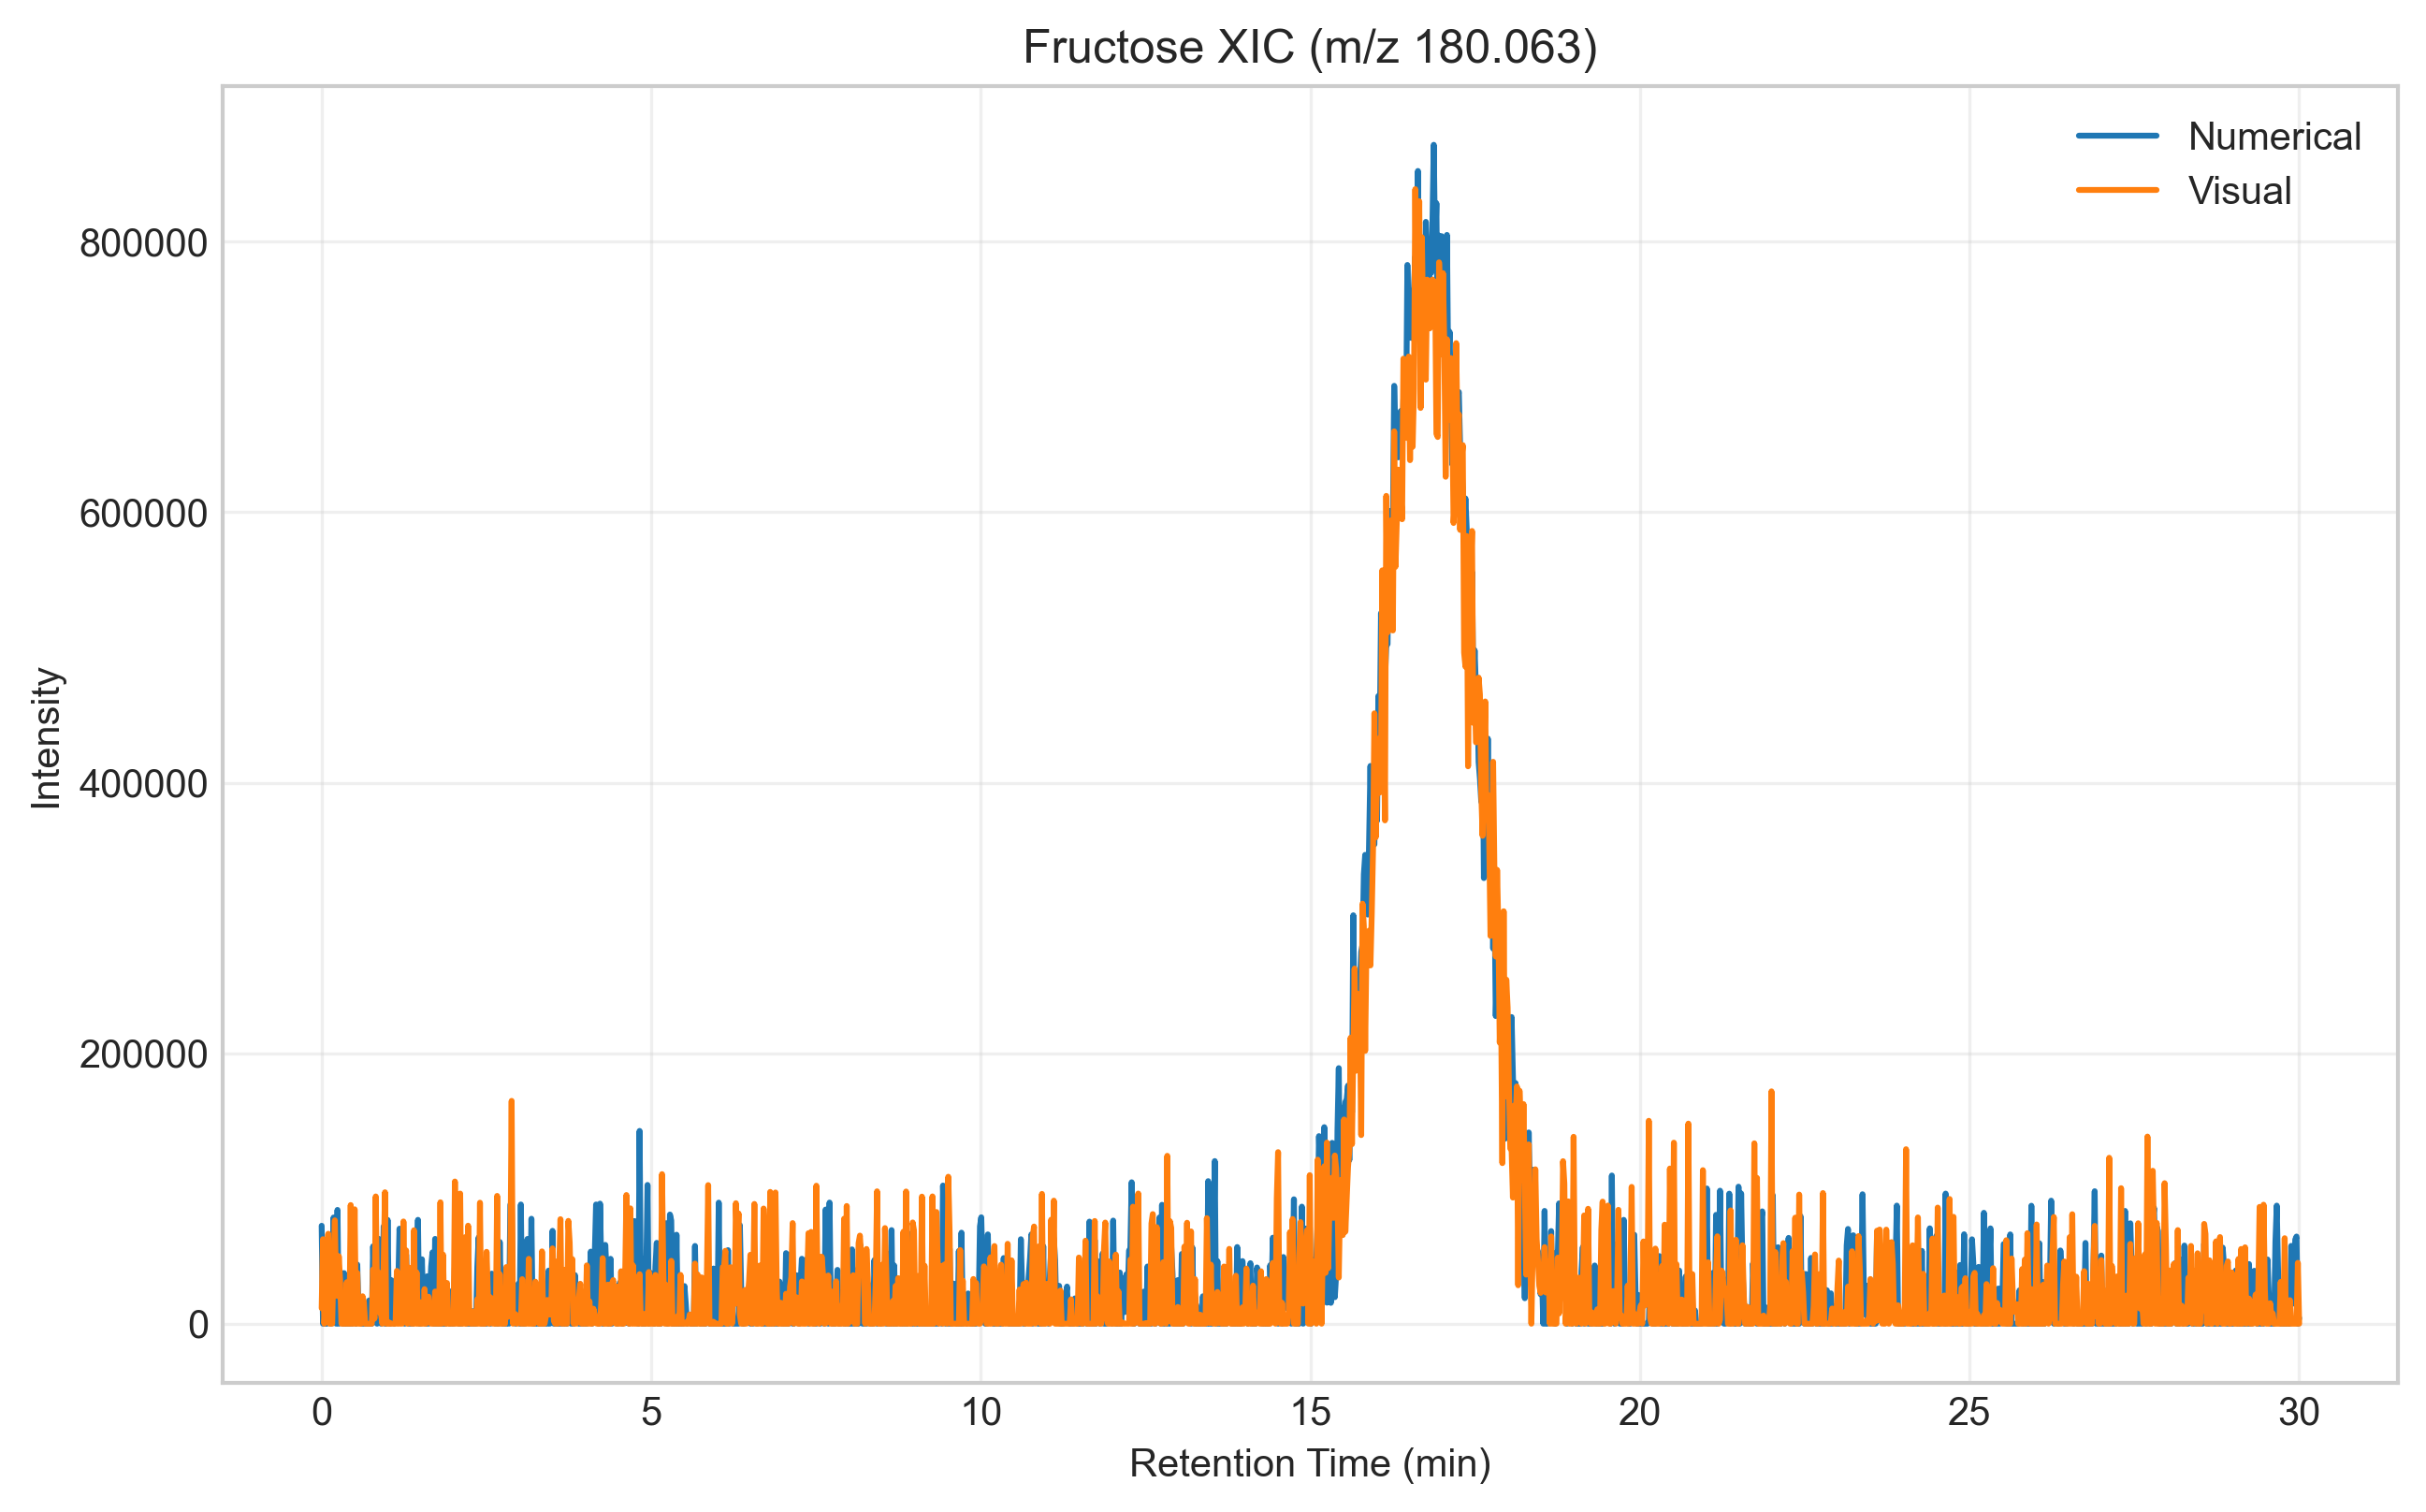 Fructose XIC (m/z 180.063)
Numerical
Visual
800000
600000
400000
200000
0
Intensity
0 5 10 15 20 25 30
Retention Time (min)